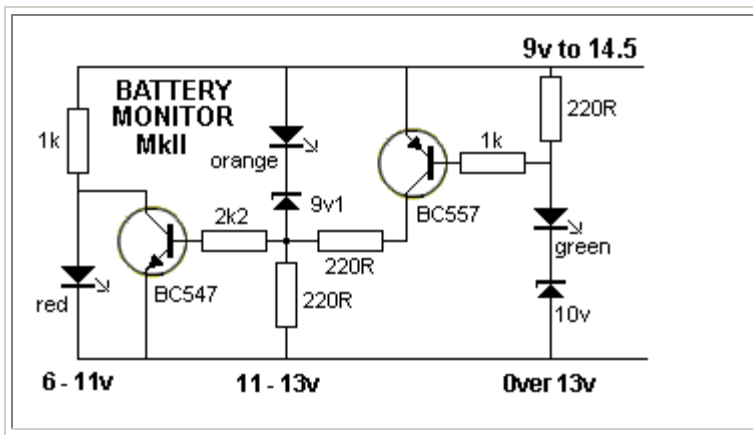 9v to 14.5
BATTERY
MONITOR
MkII
220R
1k
1k
orange
9v1
BC557
2k2
220R
green
BC547
red
220R
10v
6 - 11v
11 - 13v
Over 13v